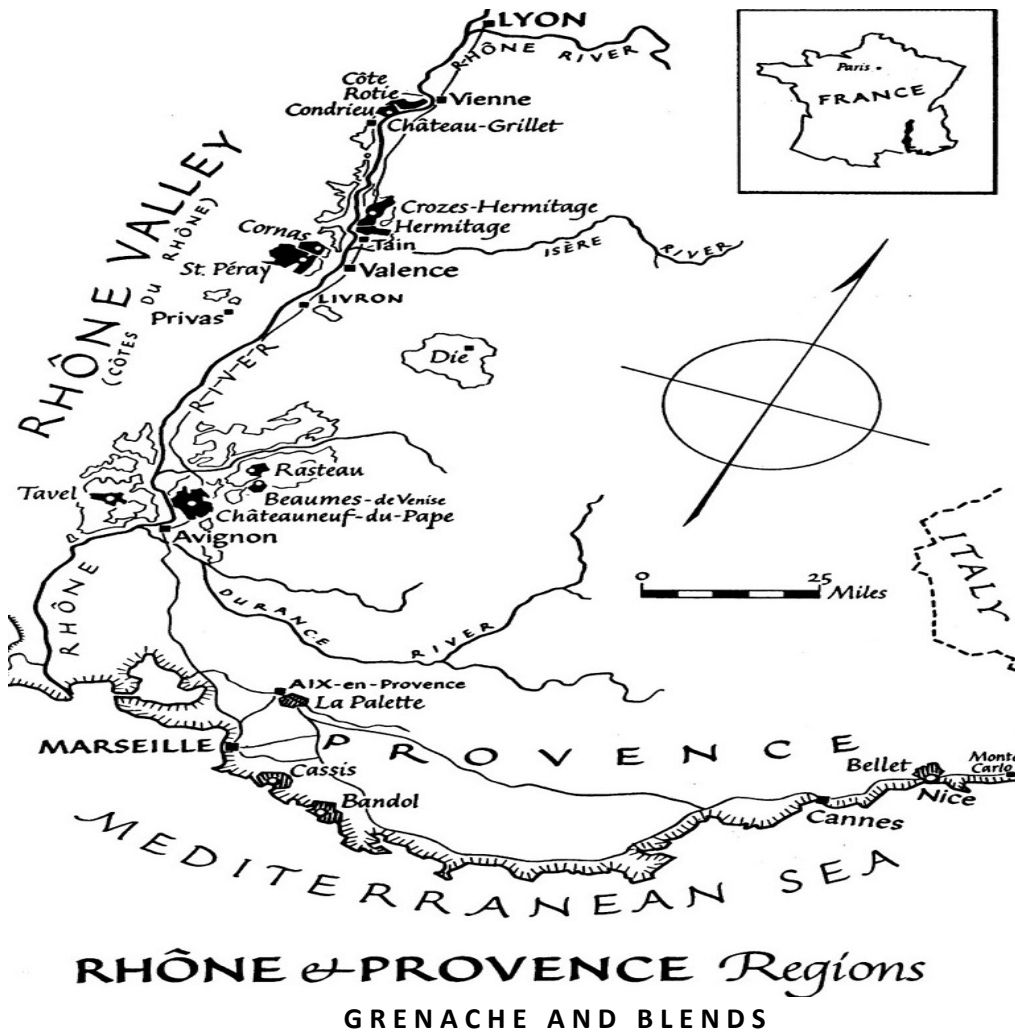 LYON
RHÔNE RIVER
Paris
FRANCE
Côte
Rotie
Condrieu
Vienne
Château-Grillet
RHÔNE VALLEY
(CÔTES DU RHÔNE)
Crozes-Hermitage
Hermitage
Tain
Cornas
St. Péray
ISÈRE RIVER
Valence
LIVRON
Privas
Die
RIVER
Rasteau
Tavel
Beaumes-de Venise
Châteauneuf-du-Pape
Avignon
ITALY
0 25 Miles
RHÔNE
DURANCE RIVER
AIX-en-Provence
La Palette
MARSEILLE
PROVENCE
Cassis
Bandol
Bellet
Monte
Carlo
Nice
Cannes
MEDITERRANEAN SEA
RHÔNE & PROVENCE Regions
GRENACHE AND BLENDS